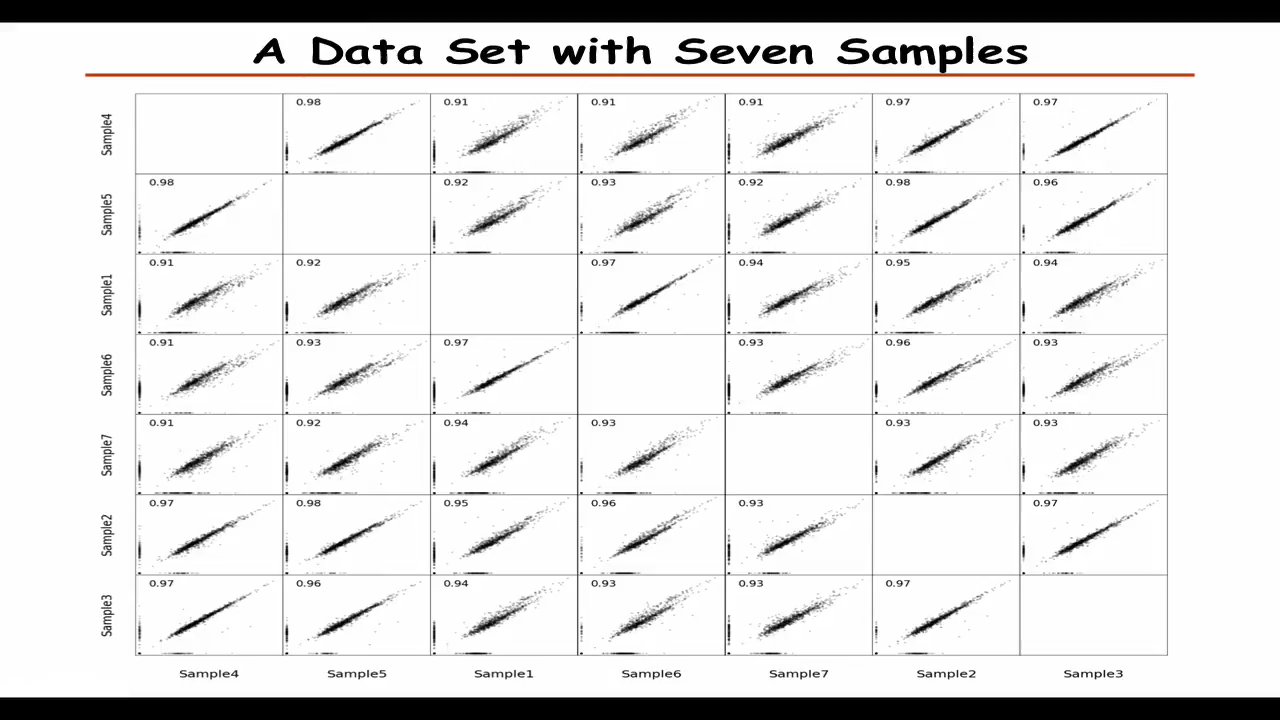 A Data Set with Seven Samples
Sample4 0.98 0.91 0.91 0.91 0.97 0.97
Sample5 0.98 0.92 0.93 0.92 0.98 0.96
Sample1 0.91 0.92 0.97 0.94 0.95 0.94
Sample6 0.91 0.93 0.97 0.93 0.96 0.93
Sample7 0.91 0.92 0.94 0.93 0.93 0.93
Sample2 0.97 0.98 0.95 0.96 0.93 0.97
Sample3 0.97 0.96 0.94 0.93 0.93 0.97
Sample4 Sample5 Sample1 Sample6 Sample7 Sample2 Sample3